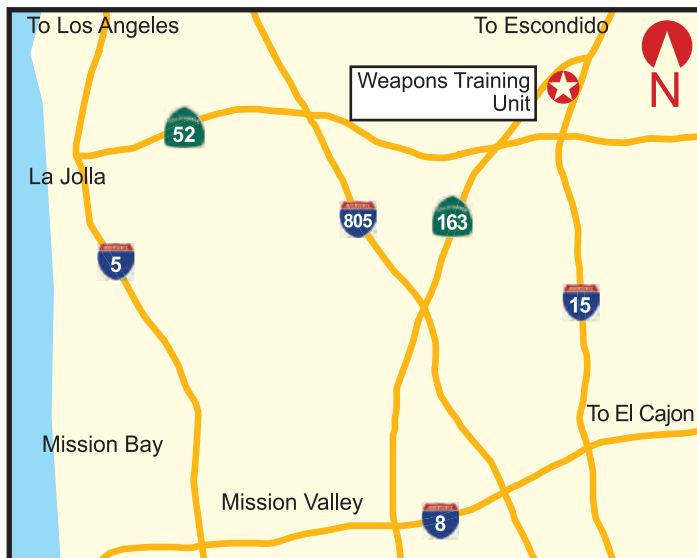 To Los Angeles
To Escondido
Weapons Training
Unit
N
52
La Jolla
805
163
5
15
To El Cajon
Mission Bay
Mission Valley
8